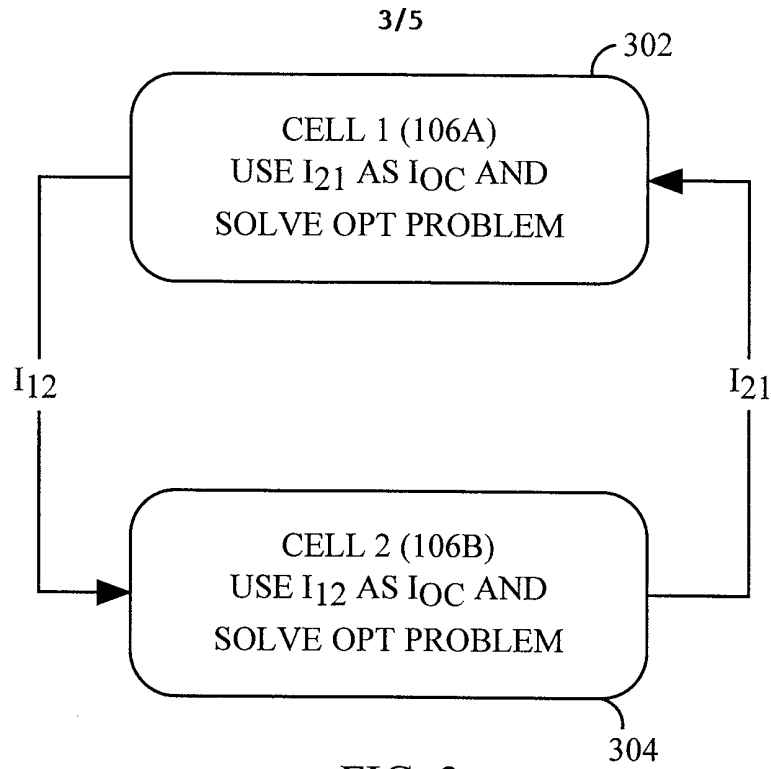 3/5
302
CELL 1 (106A)
USE I21 AS IOC AND
SOLVE OPT PROBLEM
I12
I21
CELL 2 (106B)
USE I12 AS IOC AND
SOLVE OPT PROBLEM
304